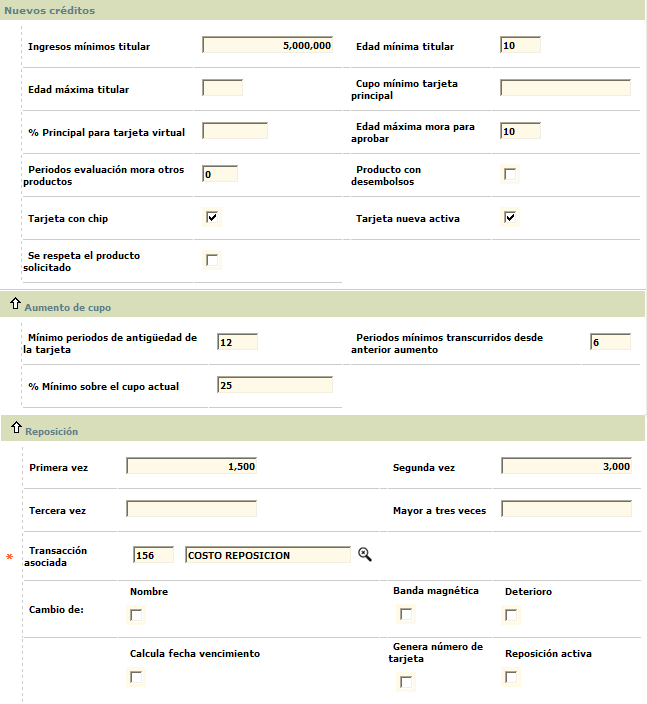 Nuevos créditos
Ingresos mínimos titular 5,000,000 Edad mínima titular 10
Edad máxima titular Cupo mínimo tarjeta
principal
% Principal para tarjeta virtual Edad máxima mora para
aprobar 10
Periodos evaluación mora otros
productos 0 Producto con
desembolsos
Tarjeta con chip Tarjeta nueva activa
Se respeta el producto
solicitado
Aumento de cupo
Mínimo periodos de antigüedad de
la tarjeta 12 Periodos mínimos transcurridos desde
anterior aumento 6
% Mínimo sobre el cupo actual 25
Reposición
Primera vez 1,500 Segunda vez 3,000
Tercera vez Mayor a tres veces
* Transacción
asociada 156 COSTO REPOSICION
Cambio de: Nombre Banda magnética Deterioro
Calcula fecha vencimiento Genera número de
tarjeta Reposición activa